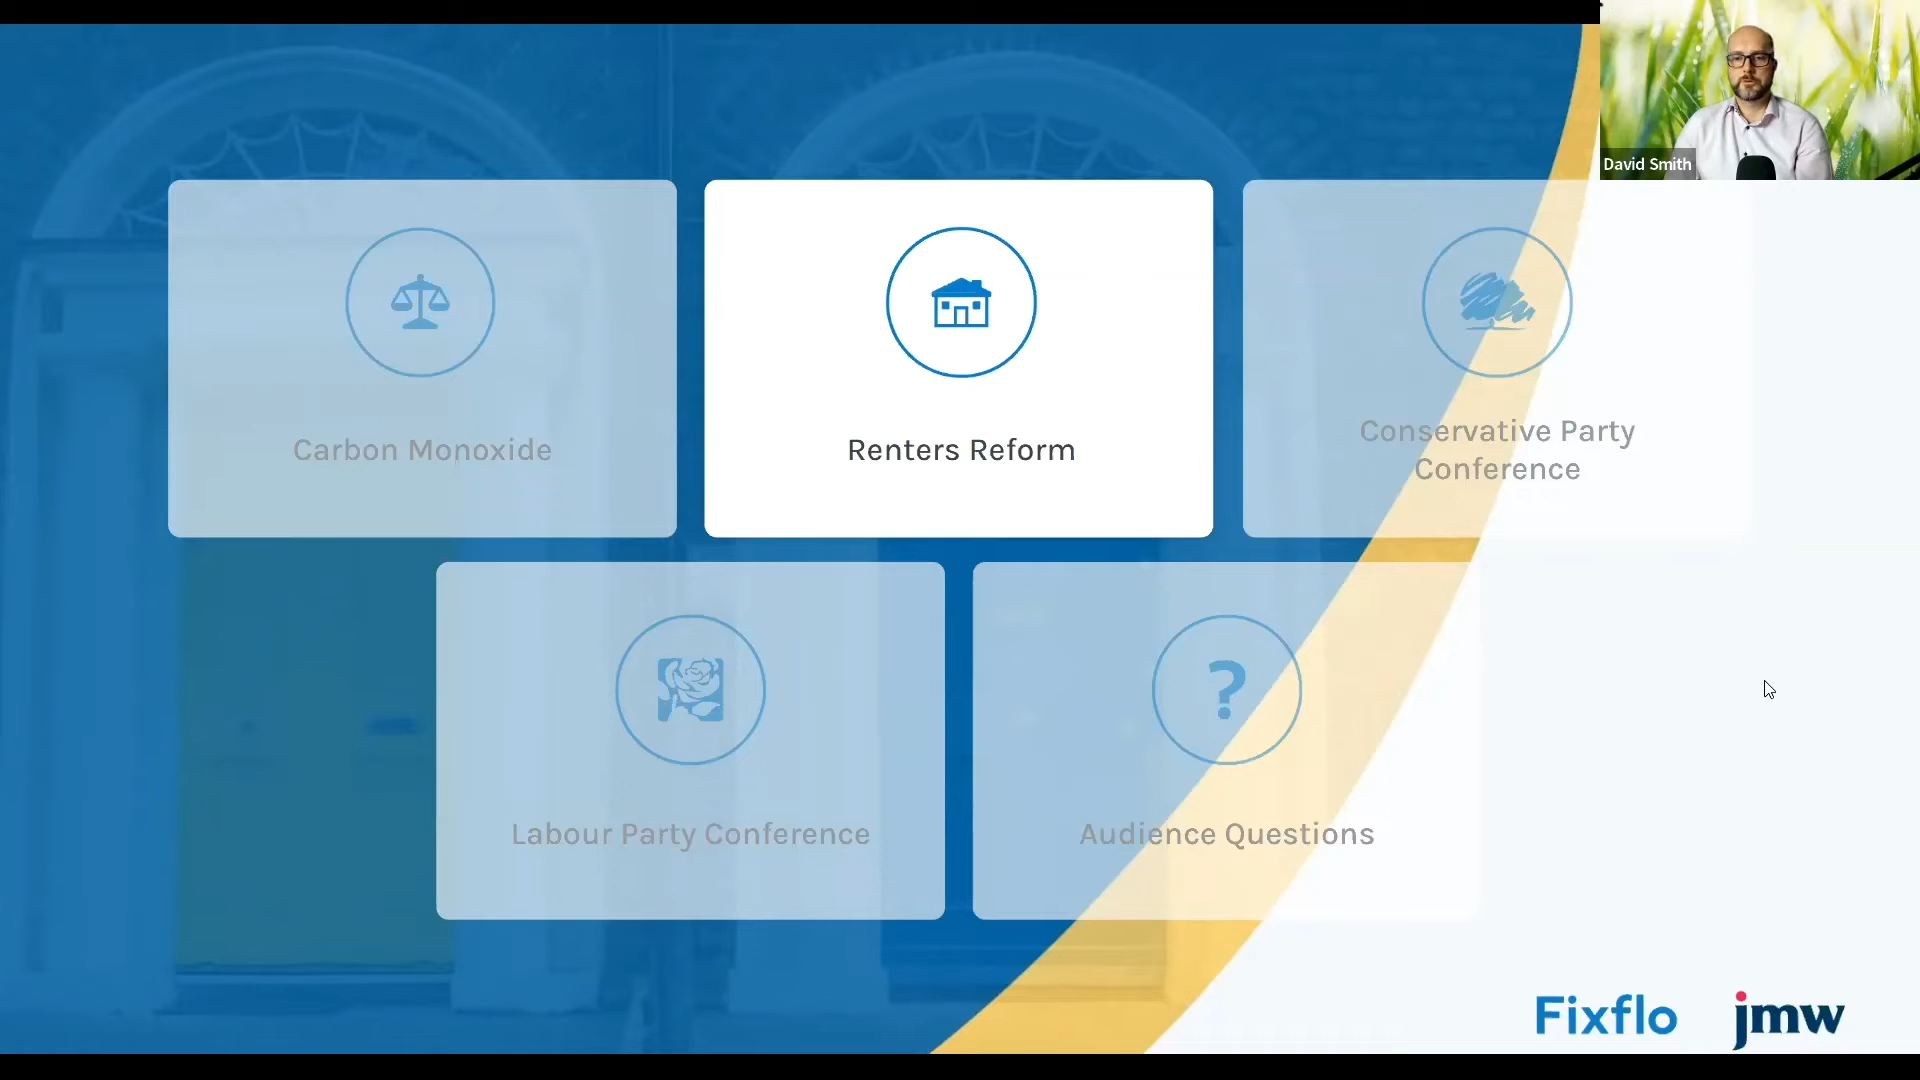 David Smith
Carbon Monoxide
Renters Reform
Conservative Party
Conference
Labour Party Conference
?
Audience Questions
Fixflo
jmw